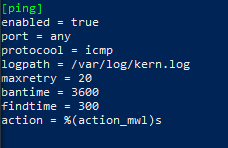 [ping]
enabled = true
port = any
protocool = icmp
logpath = /var/log/kern.log
maxretry = 20
bantime = 3600
findtime = 300
action = %(action_mwl)s